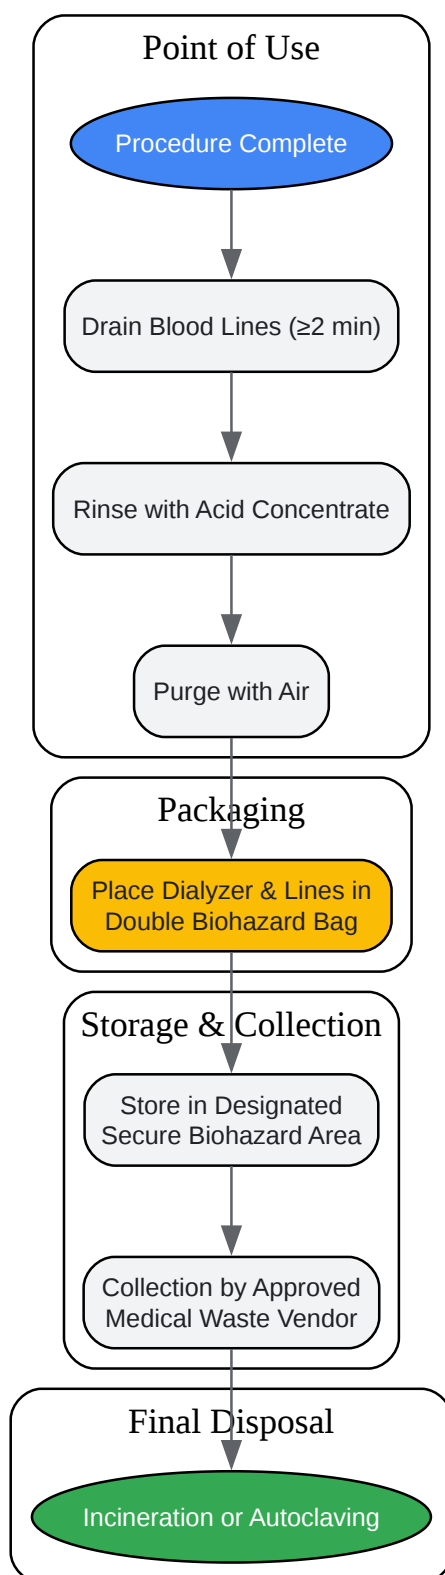 Point of Use
Procedure Complete
Drain Blood Lines (≥2 min)
Rinse with Acid Concentrate
Purge with Air
Packaging
Place Dialyzer & Lines in
Double Biohazard Bag
Storage & Collection
Store in Designated
Secure Biohazard Area
Collection by Approved
Medical Waste Vendor
Final Disposal
Incineration or Autoclaving